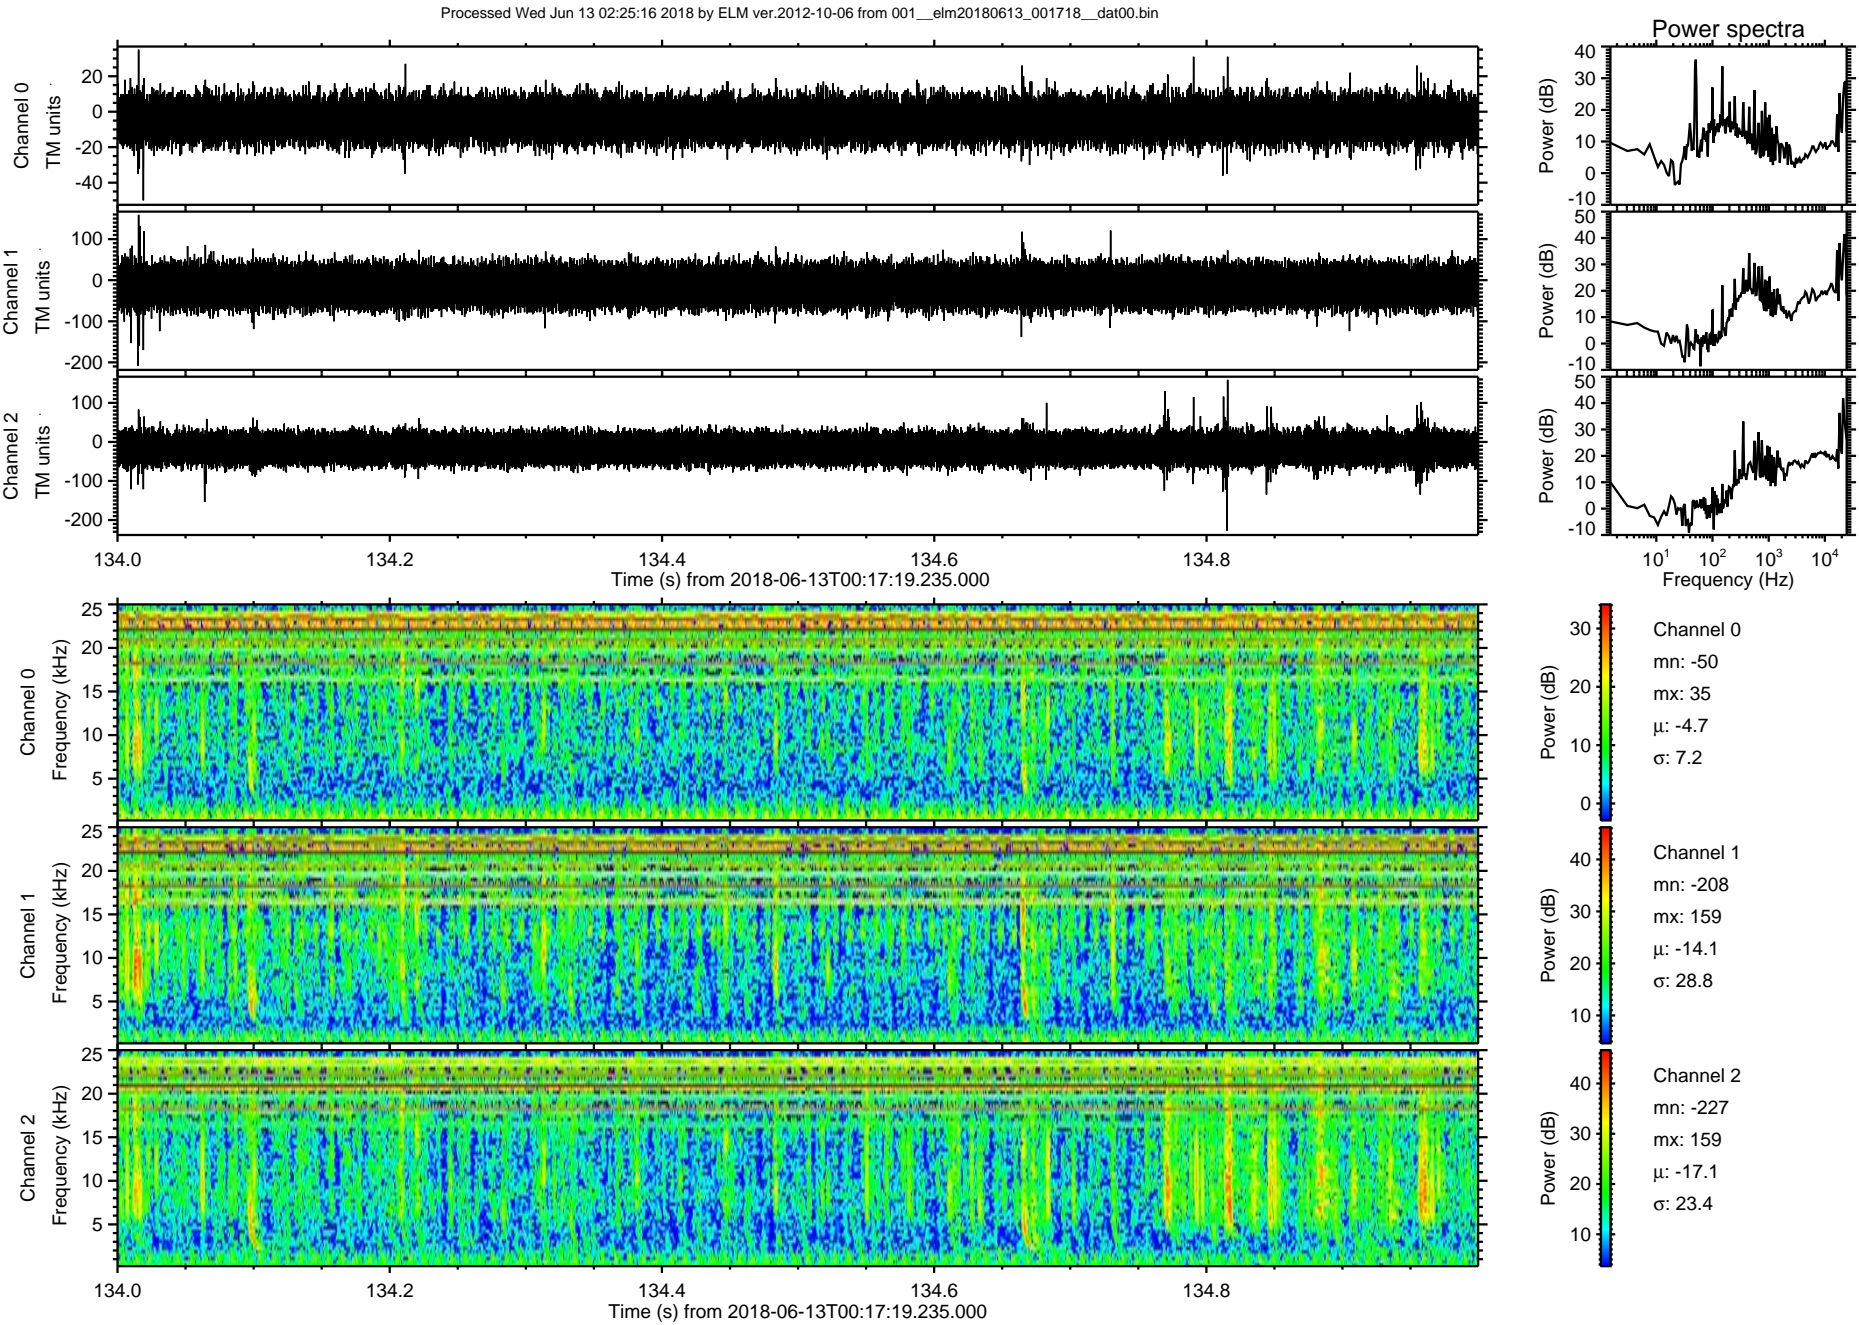 Processed Wed Jun 13 02:25:16 2018 by ELM ver.2012-10-06 from 001__elm20180613_001718__dat00.bin
Power spectra
Channel 0
TM units
20
0
-20
-40
Power (dB)
40
30
20
10
0
-10
Channel 1
TM units
100
0
-100
-200
Power (dB)
50
40
30
20
10
0
-10
Channel 2
TM units
100
0
-100
-200
Power (dB)
50
40
30
20
10
0
-10
134.0 134.2 134.4 134.6 134.8
Time (s) from 2018-06-13T00:17:19.235.000
10¹ 10² 10³ 10⁴
Frequency (Hz)
Channel 0
Frequency (kHz)
25
20
15
10
5
Power (dB)
30
20
10
0
Channel 0
mn: -50
mx: 35
μ: -4.7
σ: 7.2
Channel 1
Frequency (kHz)
25
20
15
10
5
Power (dB)
40
30
20
10
Channel 1
mn: -208
mx: 159
μ: -14.1
σ: 28.8
Channel 2
Frequency (kHz)
25
20
15
10
5
Power (dB)
40
30
20
10
Channel 2
mn: -227
mx: 159
μ: -17.1
σ: 23.4
134.0 134.2 134.4 134.6 134.8
Time (s) from 2018-06-13T00:17:19.235.000